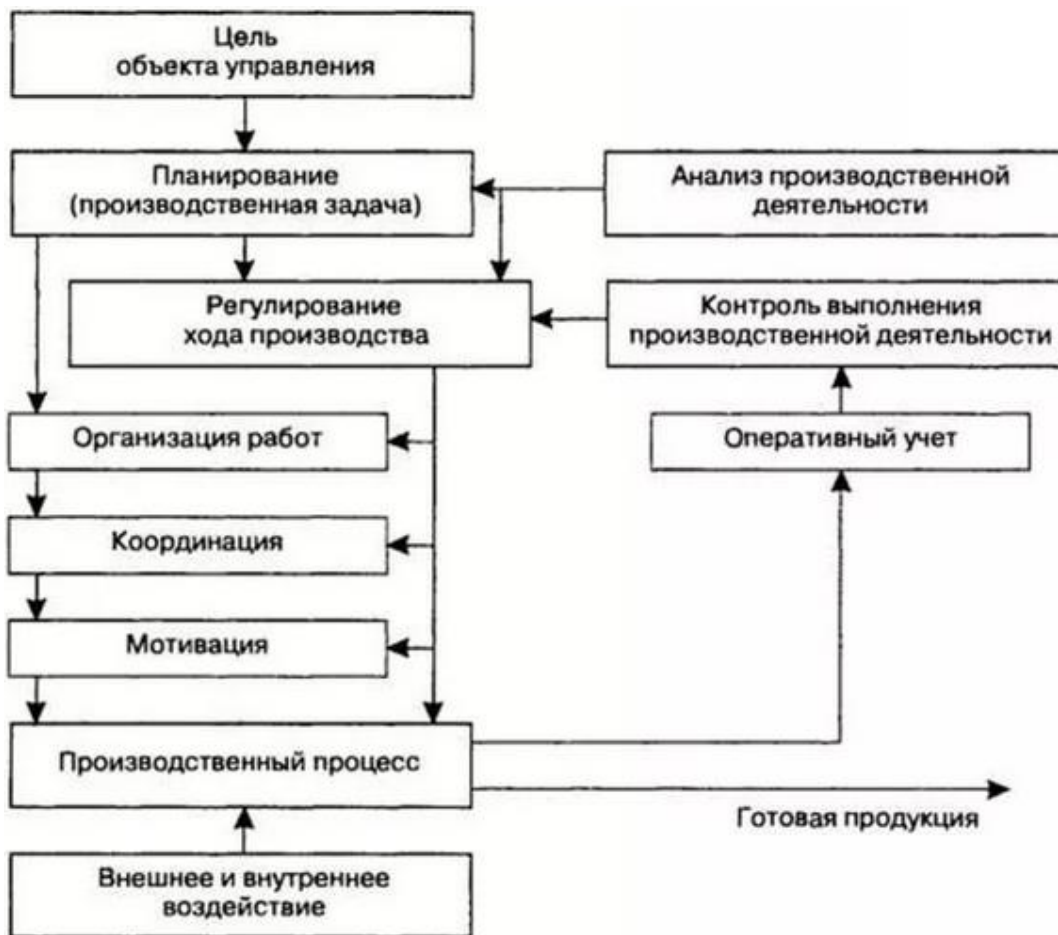 Цель
объекта управления
Планирование
(производственная задача)
Анализ производственной
деятельности
Регулирование
хода производства
Контроль выполнения
производственной деятельности
Организация работ
Оперативный учет
Координация
Мотивация
Производственный процесс
Готовая продукция
Внешнее и внутреннее
воздействие